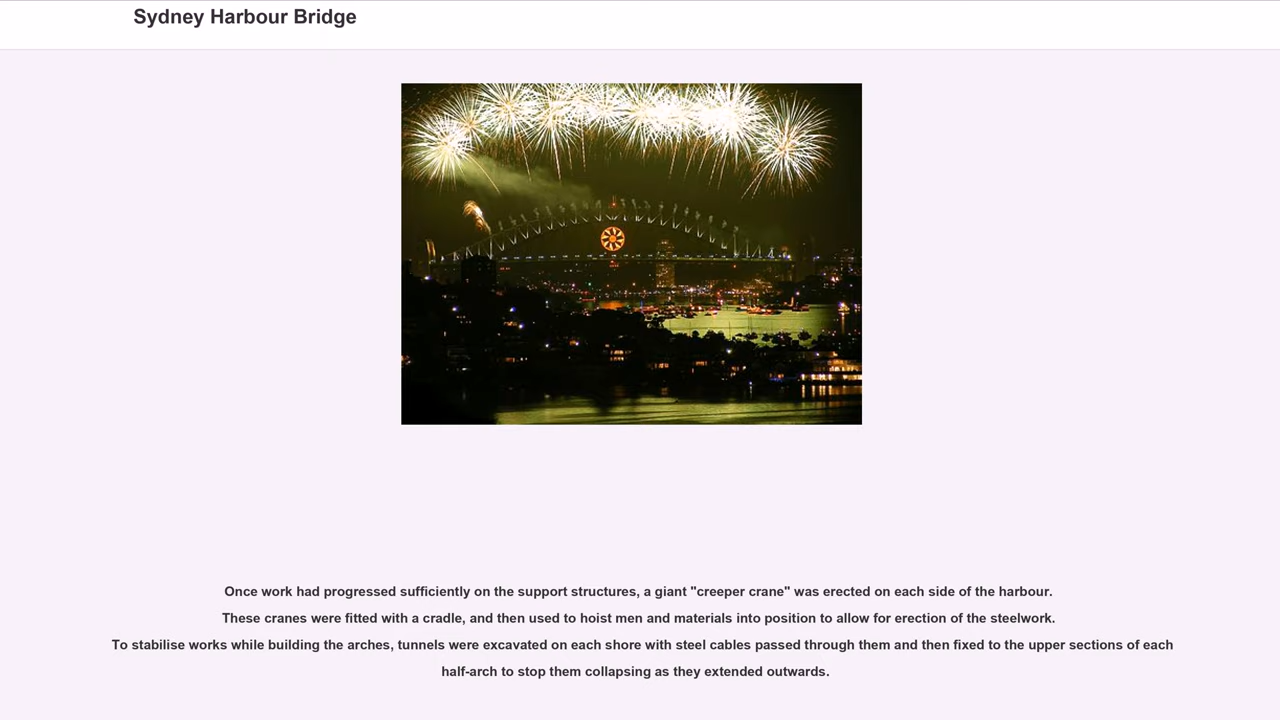 Sydney Harbour Bridge
Once work had progressed sufficiently on the support structures, a giant "creeper crane" was erected on each side of the harbour.
These cranes were fitted with a cradle, and then used to hoist men and materials into position to allow for erection of the steelwork.
To stabilise works while building the arches, tunnels were excavated on each shore with steel cables passed through them and then fixed to the upper sections of each
half-arch to stop them collapsing as they extended outwards.